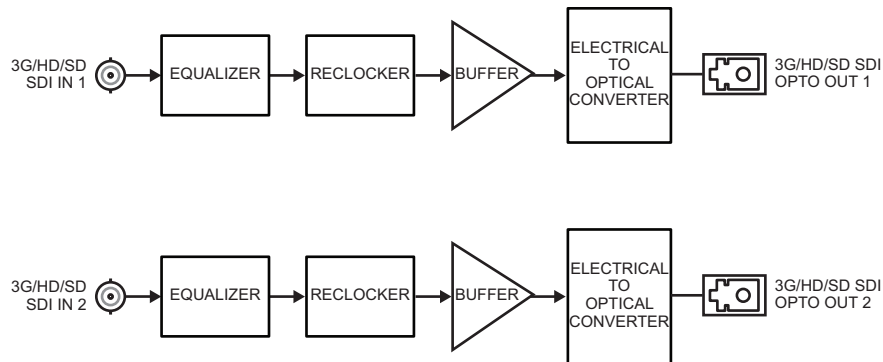 3G/HD/SD
SDI IN 1
EQUALIZER
RECLOCKER
BUFFER
ELECTRICAL
TO
OPTICAL
CONVERTER
3G/HD/SD SDI
OPTO OUT 1
3G/HD/SD
SDI IN 2
EQUALIZER
RECLOCKER
BUFFER
ELECTRICAL
TO
OPTICAL
CONVERTER
3G/HD/SD SDI
OPTO OUT 2